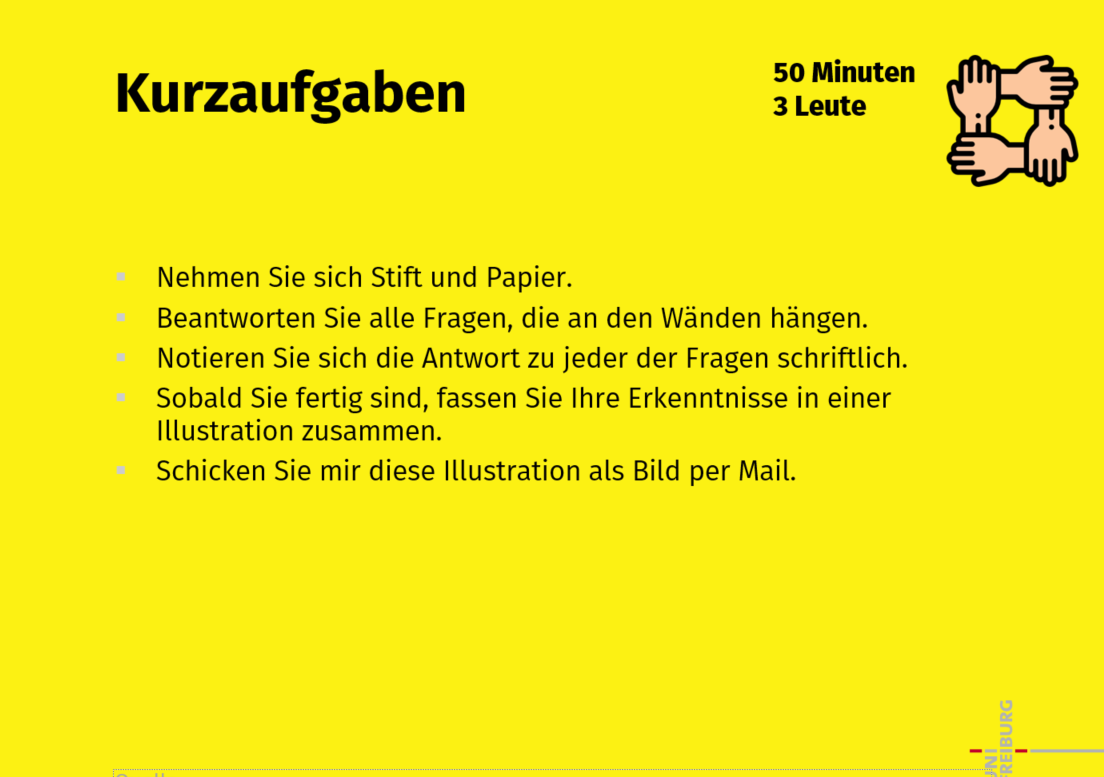 Kurzaufgaben
50 Minuten
3 Leute
Nehmen Sie sich Stift und Papier.
Beantworten Sie alle Fragen, die an den Wänden hängen.
Notieren Sie sich die Antwort zu jeder der Fragen schriftlich.
Sobald Sie fertig sind, fassen Sie Ihre Erkenntnisse in einer
Illustration zusammen.
Schicken Sie mir diese Illustration als Bild per Mail.
UNI
FREIBURG